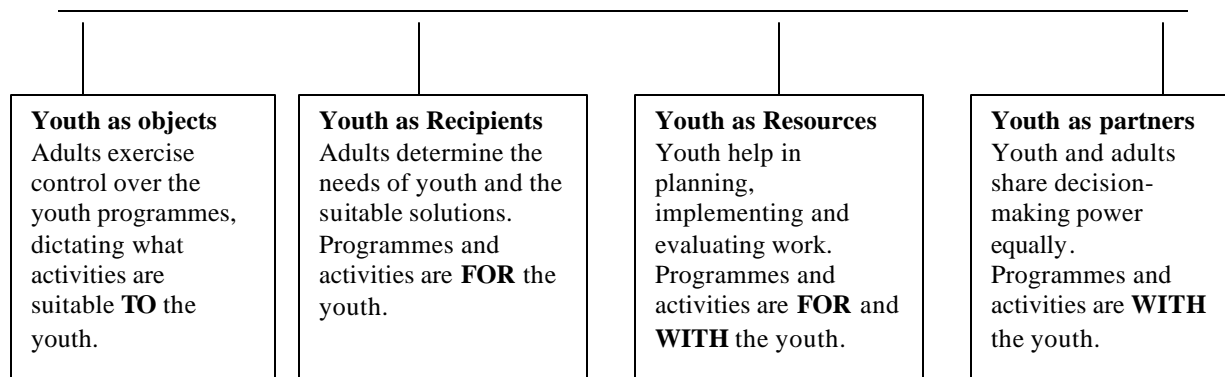 Youth as objects
Adults exercise
control over the
youth programmes,
dictating what
activities are
suitable TO the
youth.
Youth as Recipients
Adults determine the
needs of youth and the
suitable solutions.
Programmes and
activities are FOR the
youth.
Youth as Resources
Youth help in
planning,
implementing and
evaluating work.
Programmes and
activities are FOR and
WITH the youth.
Youth as partners
Youth and adults
share decision-
making power
equally.
Programmes and
activities are WITH
the youth.